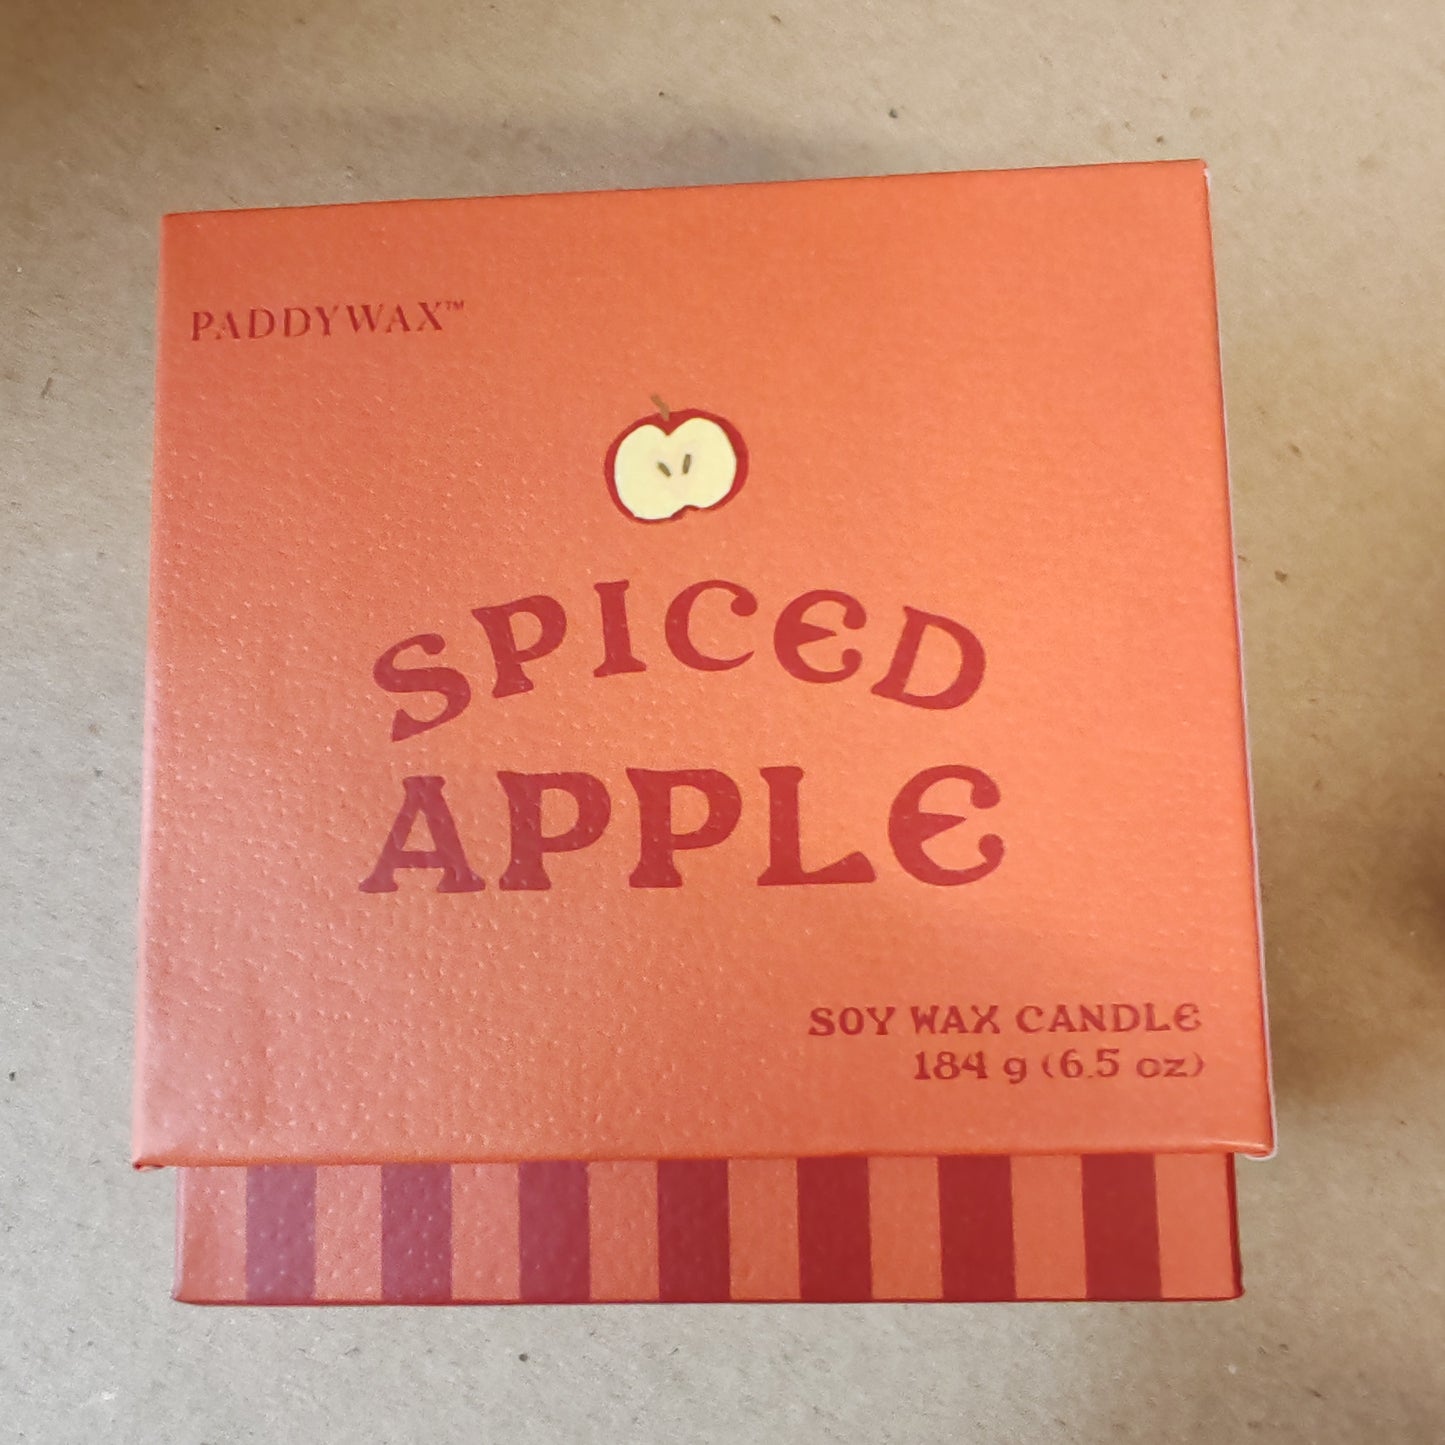 PADDYWAX™
SPICED
APPLE
SOY WAX CANDLE
184 g (6.5 oz)